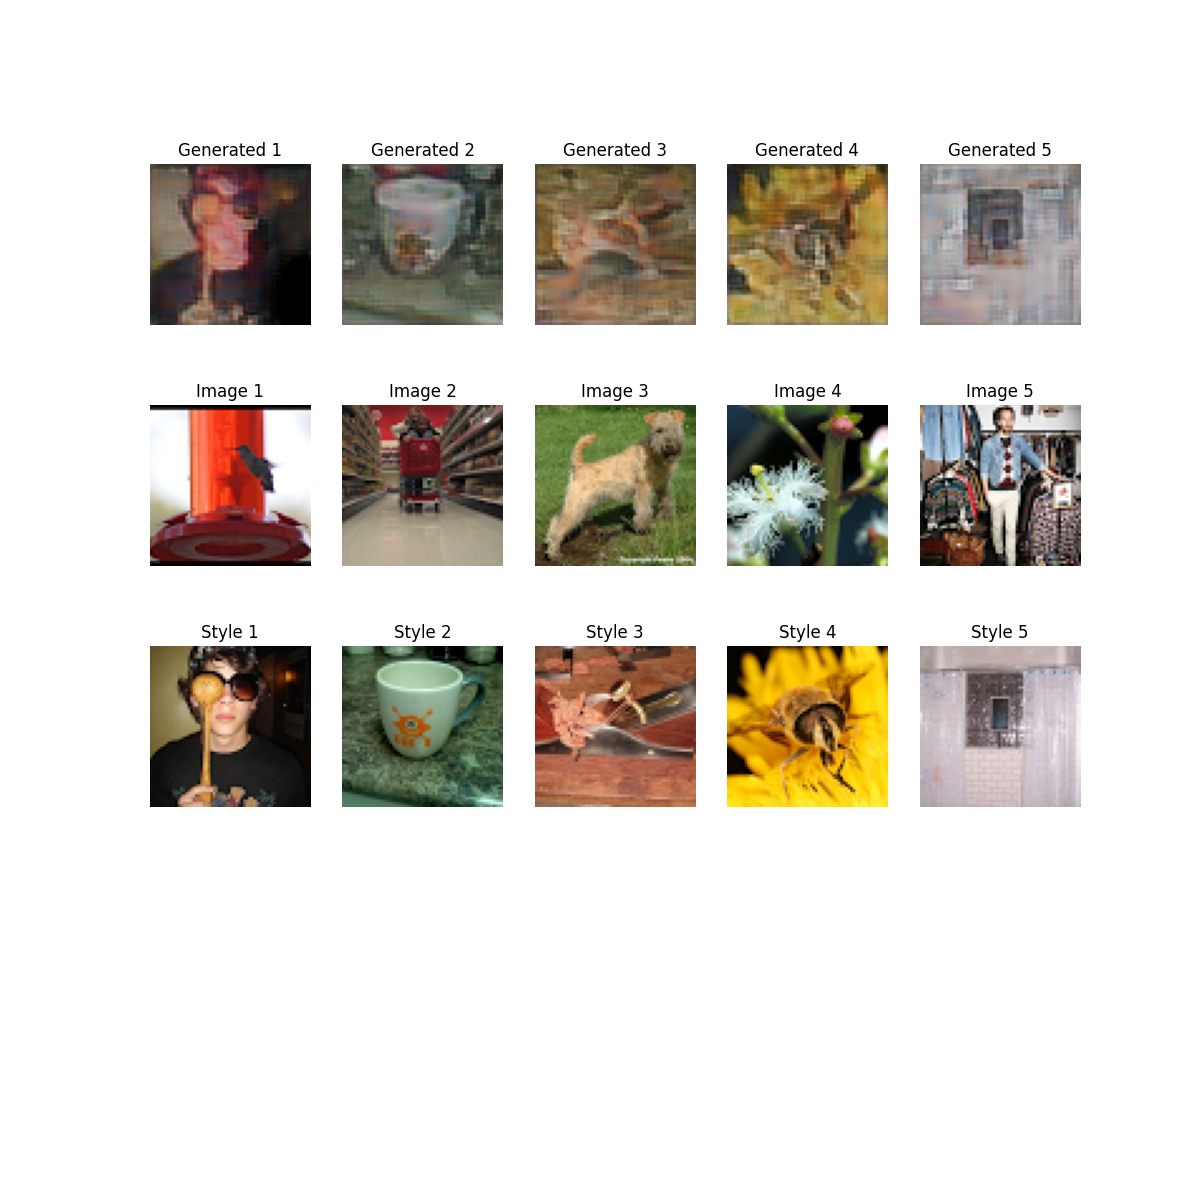 Generated 1
Generated 2
Generated 3
Generated 4
Generated 5
Image 1
Image 2
Image 3
Image 4
Image 5
Style 1
Style 2
Style 3
Style 4
Style 5